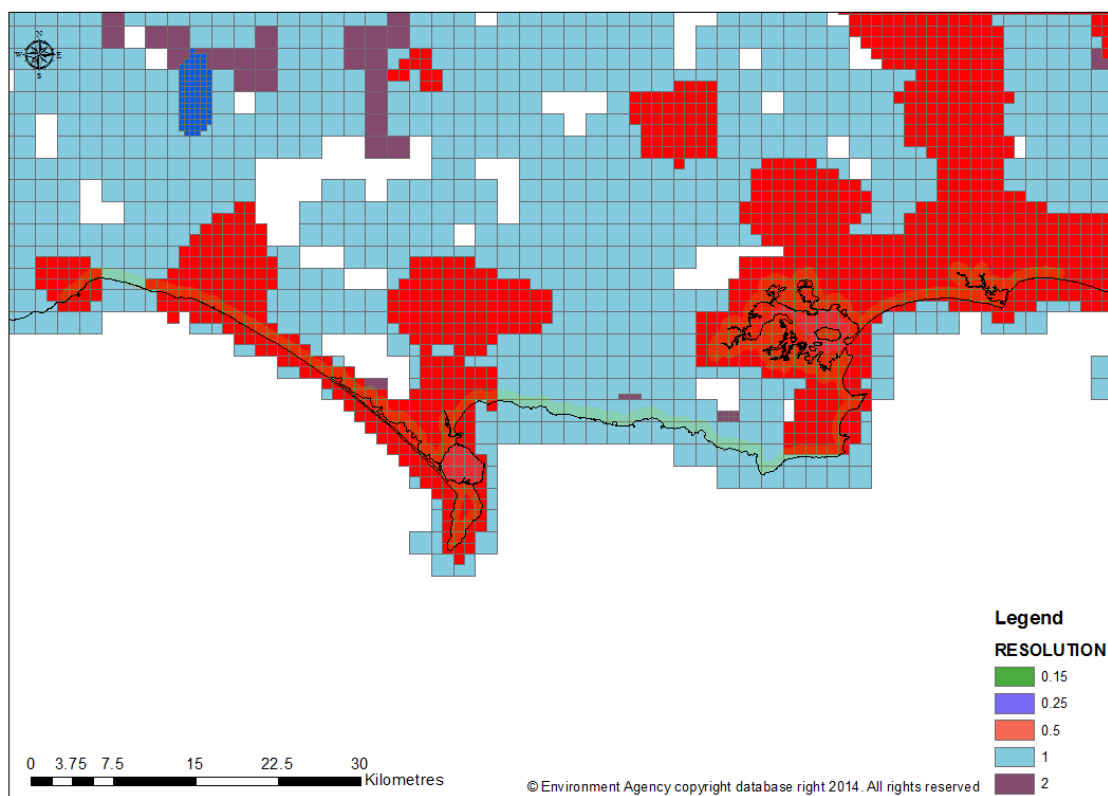 N
W E
S
Legend
RESOLUTION
0.15
0.25
0.5
1
2
0 3.75 7.5 15 22.5 30
Kilometres
© Environment Agency copyright database right 2014. All rights reserved